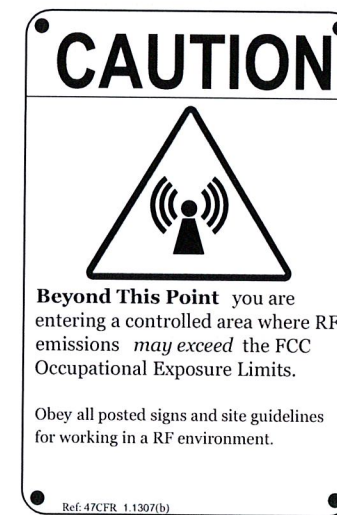 CAUTION
Beyond This Point you are
entering a controlled area where RF
emissions may exceed the FCC
Occupational Exposure Limits.
Obey all posted signs and site guidelines
for working in a RF environment.
Ref: 47CFR 1.1307(b)